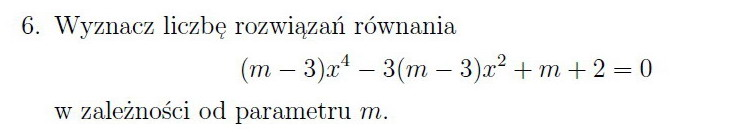 6. Wyznacz liczbę rozwiązań równania
(m − 3)x⁴ − 3(m − 3)x² + m + 2 = 0
w zależności od parametru m.